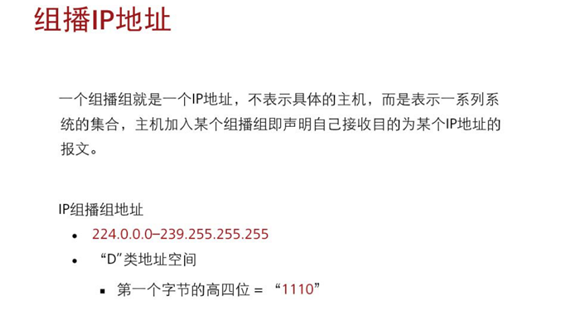 组播IP地址
一个组播组就是一个IP地址，不表示具体的主机，而是表示一系列系
统的集合，主机加入某个组播组即声明自己接收目的为某个IP地址的
报文。
IP组播组地址
• 224.0.0.0–239.255.255.255
• “D”类地址空间
▪ 第一个字节的高四位 = “1110”